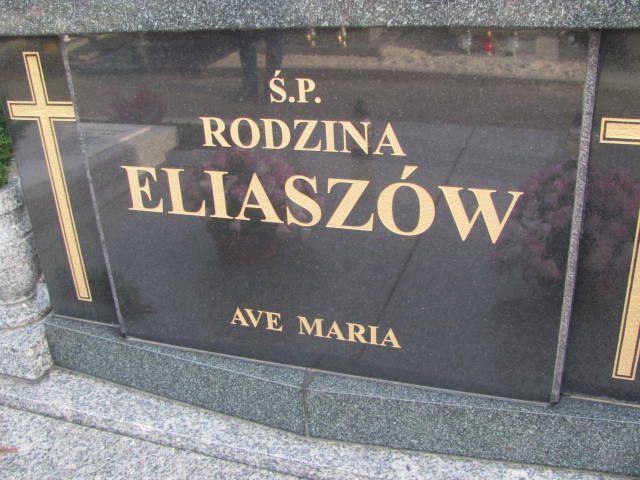 Ś.P.
RODZINA
ELIASZÓW
AVE MARIA